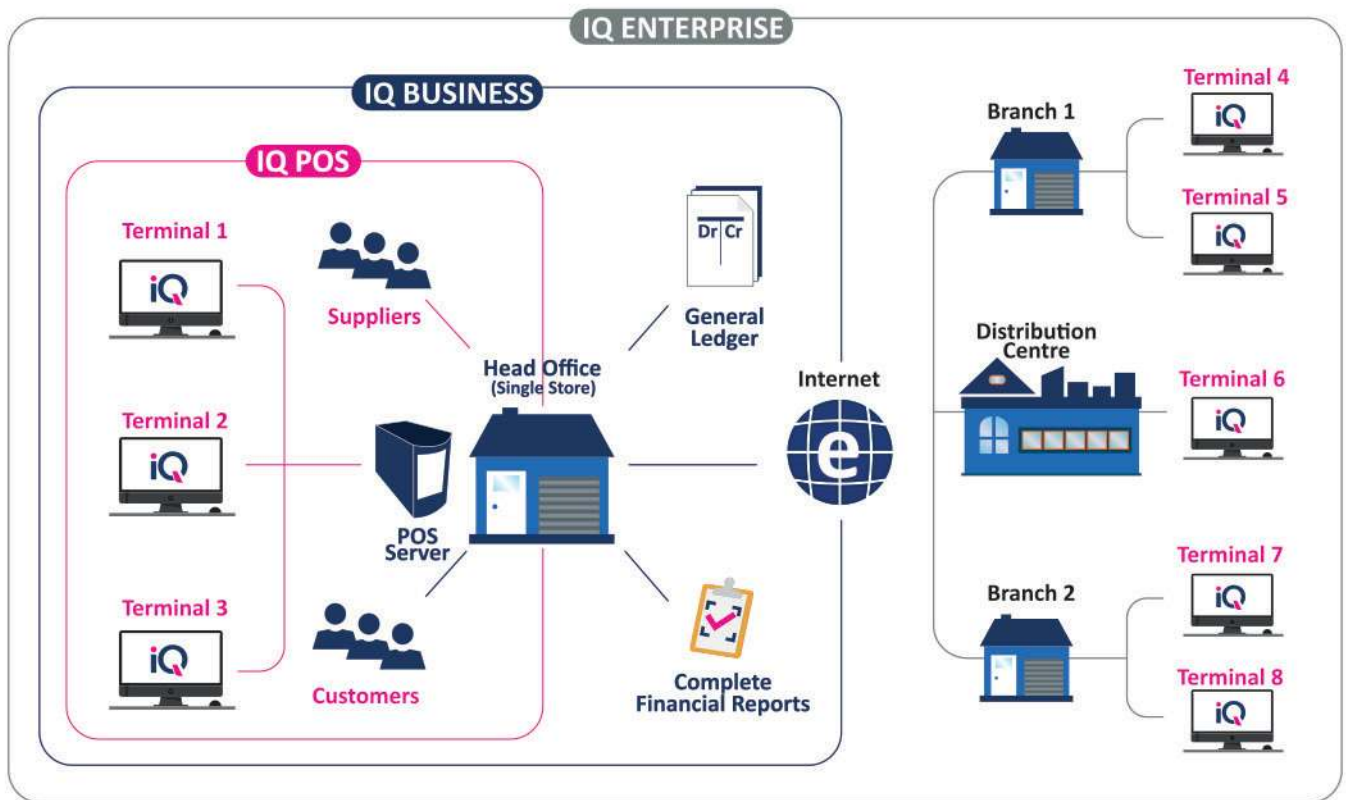 IQ ENTERPRISE
IQ BUSINESS
IQ POS
Terminal 1
iQ
Terminal 2
iQ
Terminal 3
iQ
Suppliers
POS
Server
Customers
Head Office
(Single Store)
Dr Cr
General
Ledger
Complete
Financial Reports
Internet
e
Branch 1
Terminal 4
iQ
Terminal 5
iQ
Distribution
Centre
Terminal 6
iQ
Branch 2
Terminal 7
iQ
Terminal 8
iQ